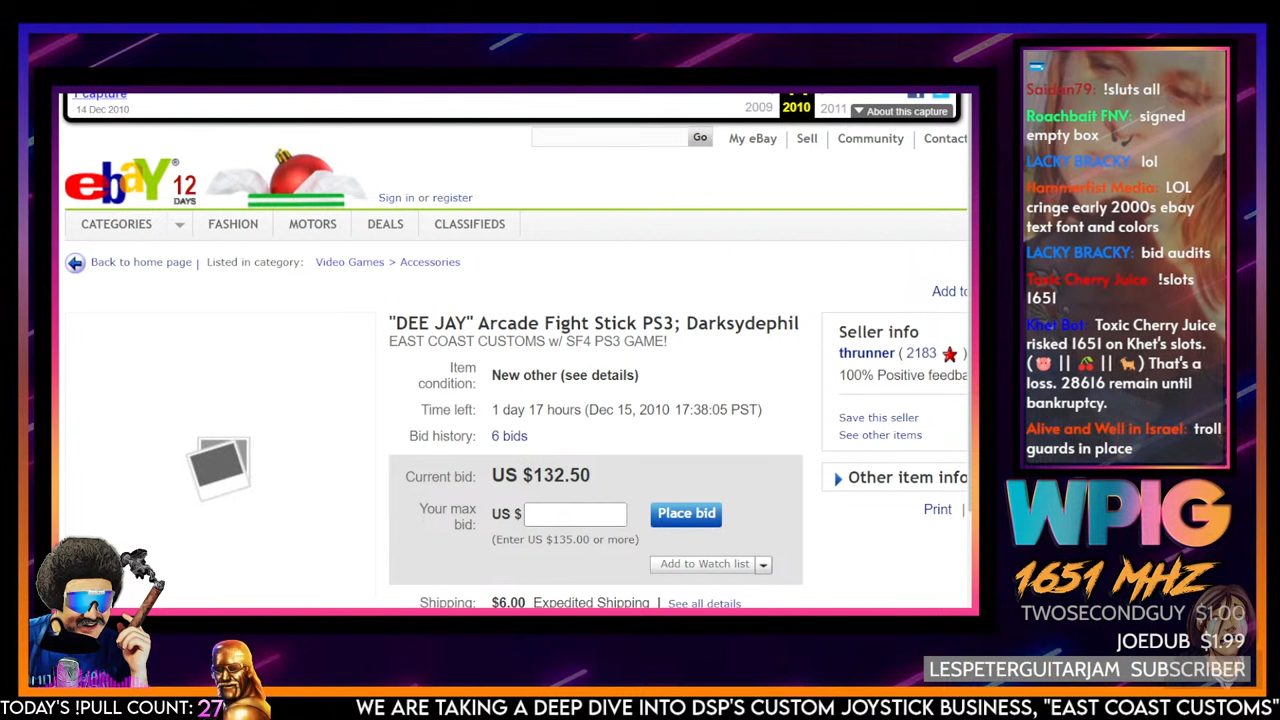 1 capture
14 Dec 2010
2009 2010 2011 ▼ About this capture
Go My eBay | Sell | Community | Contact
ebaY® 12 DAYS
Sign in or register
CATEGORIES FASHION MOTORS DEALS CLASSIFIEDS
Back to home page | Listed in category: Video Games > Accessories
Add to
"DEE JAY" Arcade Fight Stick PS3; Darksydephil
EAST COAST CUSTOMS w/ SF4 PS3 GAME!
Item condition: New other (see details)
Time left: 1 day 17 hours (Dec 15, 2010 17:38:05 PST)
Bid history: 6 bids
Current bid: US $132.50
Your max bid: US $ Place bid
(Enter US $135.00 or more)
Add to Watch list
Shipping: $6.00 Expedited Shipping | See all details
Seller info
thrunner ( 2183 )
100% Positive feedba
Save this seller
See other items
Other item info
Print |
Saidan79: !sluts all
Roachbait FNV: signed
empty box
LACKY BRACKY: lol
Hammerfist Media: LOL
cringe early 2000s ebay
text font and colors
LACKY BRACKY: bid audits
Toxic Cherry Juice: !slots
1651
Khet Bot: Toxic Cherry Juice
risked 1651 on Khet's slots.
( || || ) That's a
loss. 28616 remain until
bankruptcy.
Alive and Well in Israel: troll
guards in place
WPIG
1651 MHZ
TWOSECONDGUY $1.00
JOEDUB $1.99
LESPETERGUITARJAM SUBSCRIBER
TODAY'S !PULL COUNT: 27
WE ARE TAKING A DEEP DIVE INTO DSP'S CUSTOM JOYSTICK BUSINESS, "EAST COAST CUSTOMS"